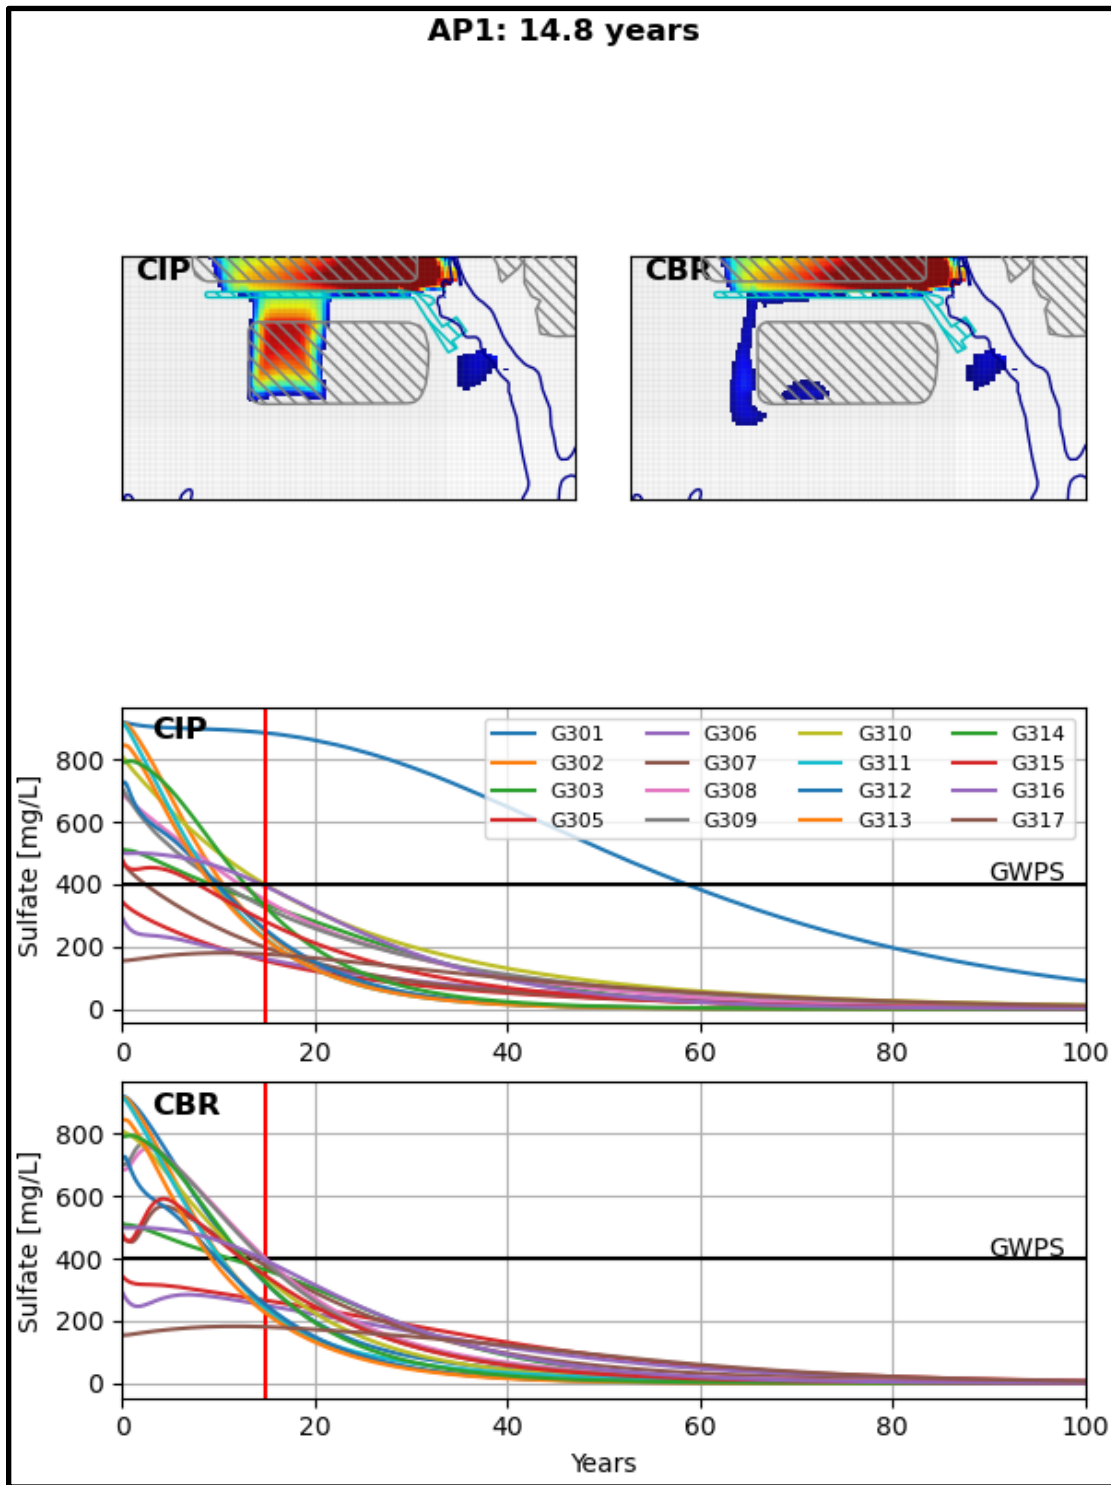 AP1: 14.8 years
CIP
CBR
CIP
G301 G306 G310 G314
G302 G307 G311 G315
G303 G308 G312 G316
G305 G309 G313 G317
GWPS
Sulfate [mg/L]
800
600
400
200
0
0 20 40 60 80 100
CBR
GWPS
Sulfate [mg/L]
800
600
400
200
0
0 20 40 60 80 100
Years